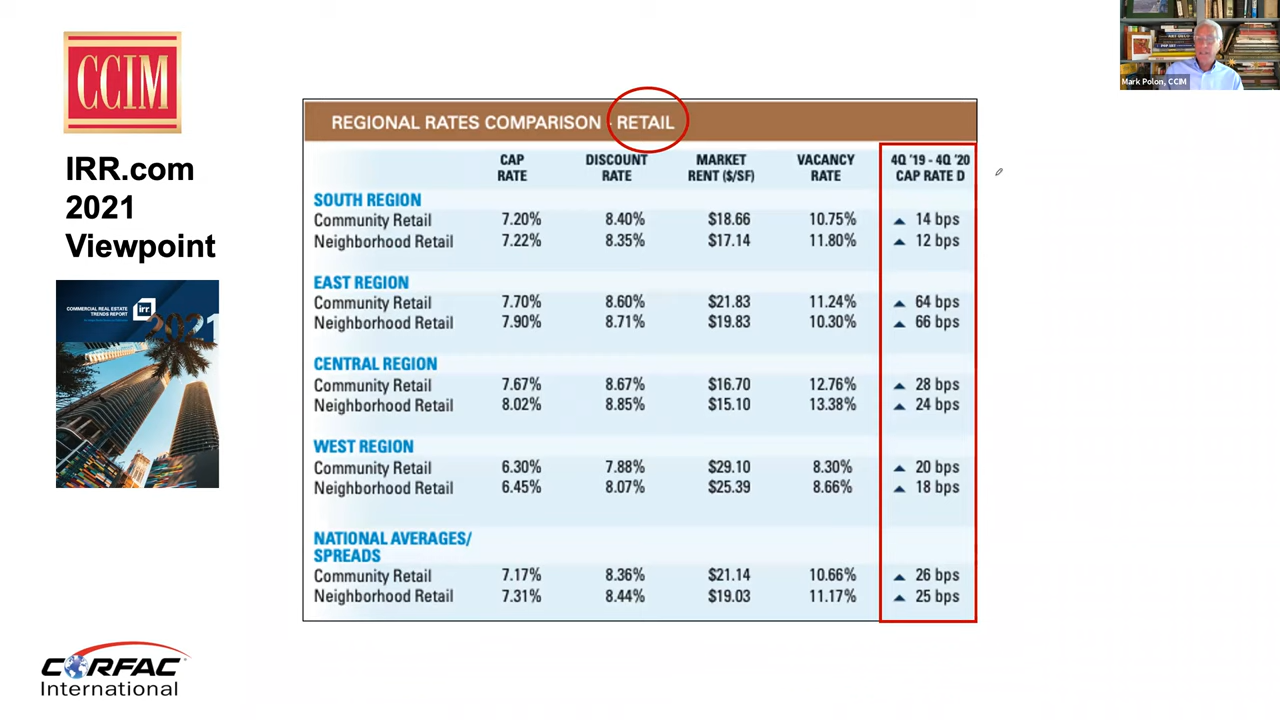 CCIM
IRR.com
2021
Viewpoint
COMMERCIAL REAL ESTATE
TRENDS REPORT
irr
2021
CORFAC
International
REGIONAL RATES COMPARISON - RETAIL
CAP RATE DISCOUNT RATE MARKET RENT ($/SF) VACANCY RATE 4Q '19 - 4Q '20 CAP RATE D
SOUTH REGION
Community Retail 7.20% 8.40% $18.66 10.75% ▲ 14 bps
Neighborhood Retail 7.22% 8.35% $17.14 11.80% ▲ 12 bps
EAST REGION
Community Retail 7.70% 8.60% $21.83 11.24% ▲ 64 bps
Neighborhood Retail 7.90% 8.71% $19.83 10.30% ▲ 66 bps
CENTRAL REGION
Community Retail 7.67% 8.67% $16.70 12.76% ▲ 28 bps
Neighborhood Retail 8.02% 8.85% $15.10 13.38% ▲ 24 bps
WEST REGION
Community Retail 6.30% 7.88% $29.10 8.30% ▲ 20 bps
Neighborhood Retail 6.45% 8.07% $25.39 8.66% ▲ 18 bps
NATIONAL AVERAGES/
SPREADS
Community Retail 7.17% 8.36% $21.14 10.66% ▲ 26 bps
Neighborhood Retail 7.31% 8.44% $19.03 11.17% ▲ 25 bps
Mark Polon, CCIM